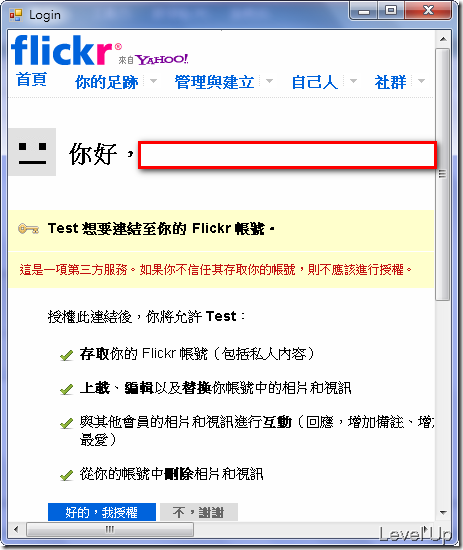 Login
flickr® 來自 YAHOO!
首頁 你的足跡 管理與建立 自己人 社群
你好，
Test 想要連結至你的 Flickr 帳號。
這是一項第三方服務。如果你不信任其存取你的帳號，則不應該進行授權。
授權此連結後，你將允許 Test：
存取你的 Flickr 帳號（包括私人內容）
上載、編輯以及替換你帳號中的相片和視訊
與其他會員的相片和視訊進行互動（回應，增加備註、增
最愛）
從你的帳號中刪除相片和視訊
好的，我授權 不，謝謝
Level Up